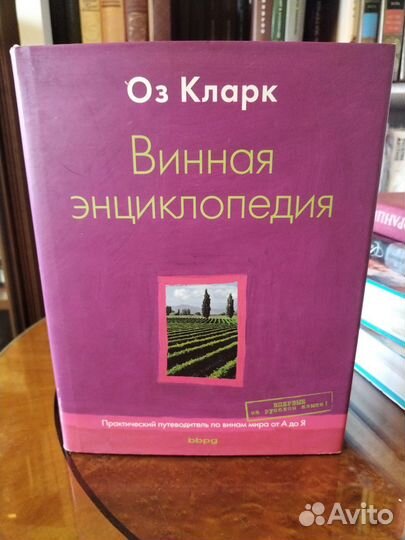 Оз Кларк
Винная
энциклопедия
ВПЕРВЫЕ
на русском языке!
Практический путеводитель по винам мира от А до Я
bbpg
Avito